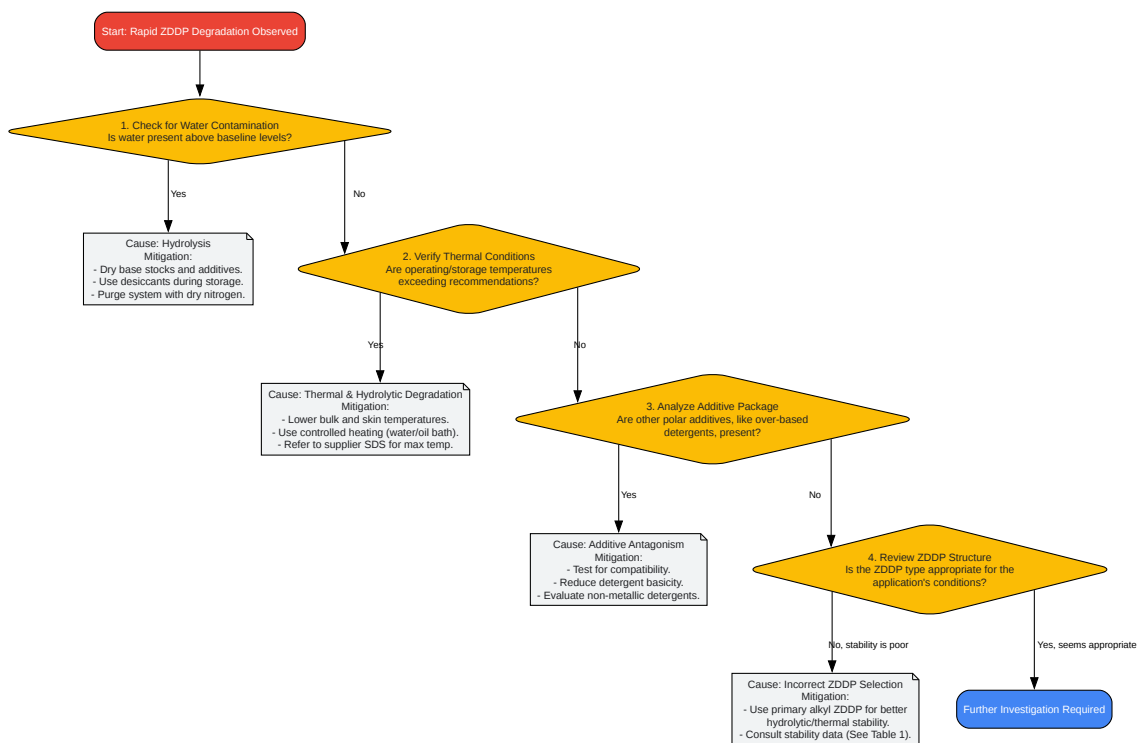 Start: Rapid ZDDP Degradation Observed
1. Check for Water Contamination
Is water present above baseline levels?
Yes
No
Cause: Hydrolysis
Mitigation:
- Dry base stocks and additives.
- Use desiccants during storage.
- Purge system with dry nitrogen.
2. Verify Thermal Conditions
Are operating/storage temperatures
exceeding recommendations?
Yes
No
Cause: Thermal & Hydrolytic Degradation
Mitigation:
- Lower bulk and skin temperatures.
- Use controlled heating (water/oil bath).
- Refer to supplier SDS for max temp.
3. Analyze Additive Package
Are other polar additives, like over-based
detergents, present?
Yes
No
Cause: Additive Antagonism
Mitigation:
- Test for compatibility.
- Reduce detergent basicity.
- Evaluate non-metallic detergents.
4. Review ZDDP Structure
Is the ZDDP type appropriate for the
application's conditions?
No, stability is poor
Yes, seems appropriate
Cause: Incorrect ZDDP Selection
Mitigation:
- Use primary alkyl ZDDP for better
hydrolytic/thermal stability.
- Consult stability data (See Table 1).
Further Investigation Required